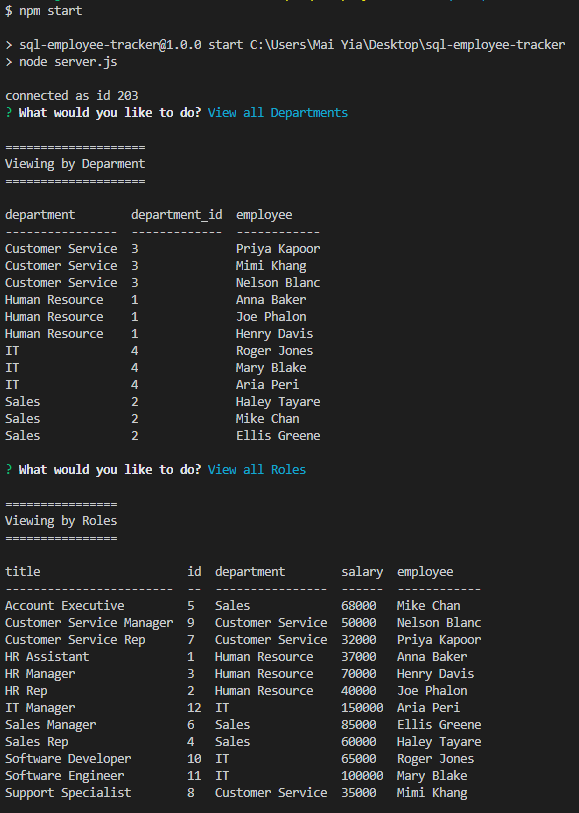 $ npm start
> sql-employee-tracker@1.0.0 start C:\Users\Mai Yia\Desktop\sql-employee-tracker
> node server.js
connected as id 203
? What would you like to do? View all Departments
====================
Viewing by Deparment
====================
department        department_id  employee
----------------  -------------  ------------
Customer Service  3              Priya Kapoor
Customer Service  3              Mimi Khang
Customer Service  3              Nelson Blanc
Human Resource    1              Anna Baker
Human Resource    1              Joe Phalon
Human Resource    1              Henry Davis
IT                4              Roger Jones
IT                4              Mary Blake
IT                4              Aria Peri
Sales             2              Haley Tayare
Sales             2              Mike Chan
Sales             2              Ellis Greene
? What would you like to do? View all Roles
================
Viewing by Roles
================
title                     id  department        salary  employee
------------------------  --  ----------------  ------  ------------
Account Executive         5   Sales             68000   Mike Chan
Customer Service Manager  9   Customer Service  50000   Nelson Blanc
Customer Service Rep      7   Customer Service  32000   Priya Kapoor
HR Assistant              1   Human Resource    37000   Anna Baker
HR Manager                3   Human Resource    70000   Henry Davis
HR Rep                    2   Human Resource    40000   Joe Phalon
IT Manager                12  IT                150000  Aria Peri
Sales Manager             6   Sales             85000   Ellis Greene
Sales Rep                 4   Sales             60000   Haley Tayare
Software Developer        10  IT                65000   Roger Jones
Software Engineer         11  IT                100000  Mary Blake
Support Specialist        8   Customer Service  35000   Mimi Khang